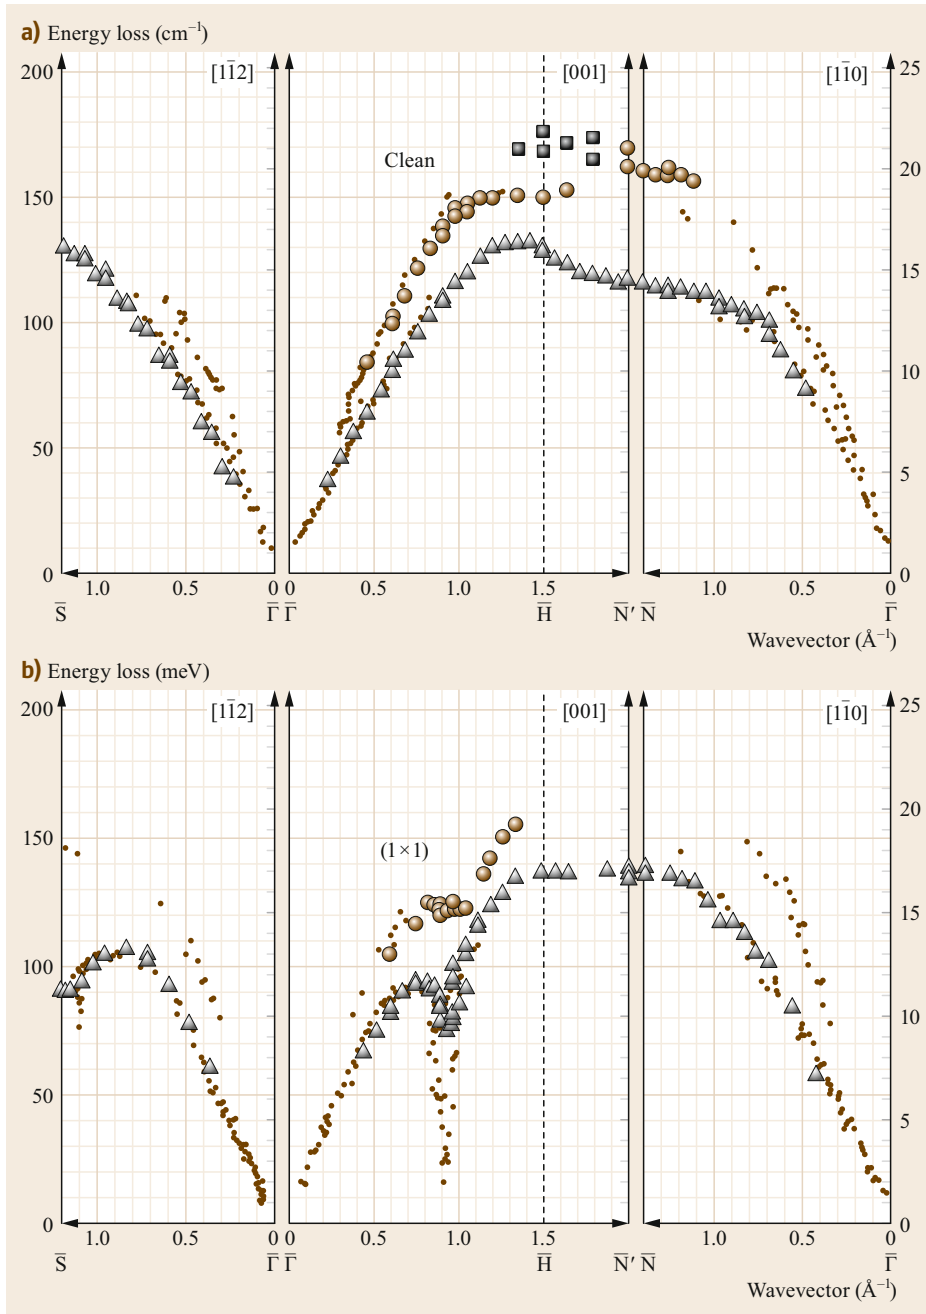 a) Energy loss (cm⁻¹)
[11̅2] [001] [11̅0]
200 25
Clean
20
150
15
100
10
50
5
0 0
1.0 0.5 0̅ 0 0.5 1.0 1.5 1.0 0.5 0
S̅ Γ̅ Γ̅ H̅ N̅′ N̅ Γ̅
Wavevector (Å⁻¹)
b) Energy loss (meV)
200 [11̅2] [001] [11̅0] 25
20
150
(1 × 1)
15
100
10
50
5
0 0
1.0 0.5 0 0 0.5 1.0 1.5 1.0 0.5 0
S̅ Γ̅ Γ̅ H̅ N̅′ N̅ Γ̅
Wavevector (Å⁻¹)